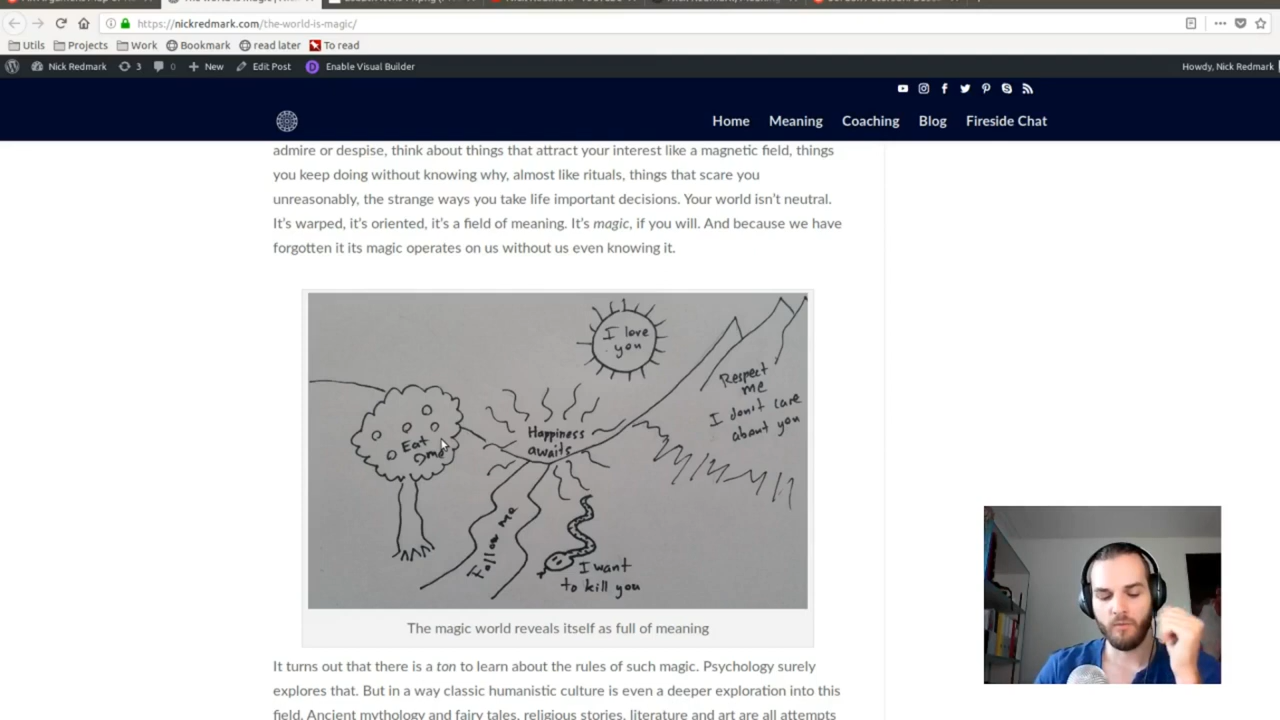 https://nickredmark.com/the-world-is-magic/
Utils Projects Work Bookmark read later To read
Nick Redmark 3 0 + New Edit Post D Enable Visual Builder Howdy, Nick Redmark
Home Meaning Coaching Blog Fireside Chat
admire or despise, think about things that attract your interest like a magnetic field, things
you keep doing without knowing why, almost like rituals, things that scare you
unreasonably, the strange ways you take life important decisions. Your world isn't neutral.
It's warped, it's oriented, it's a field of meaning. It's magic, if you will. And because we have
forgotten it its magic operates on us without us even knowing it.
I love
you
Respect
me
I don't care
about you
Happiness
awaits
Eat
me
Follow me
I want
to kill you
The magic world reveals itself as full of meaning
It turns out that there is a ton to learn about the rules of such magic. Psychology surely
explores that. But in a way classic humanistic culture is even a deeper exploration into this
field. Ancient mythology and fairy tales, religious stories, literature and art are all attempts